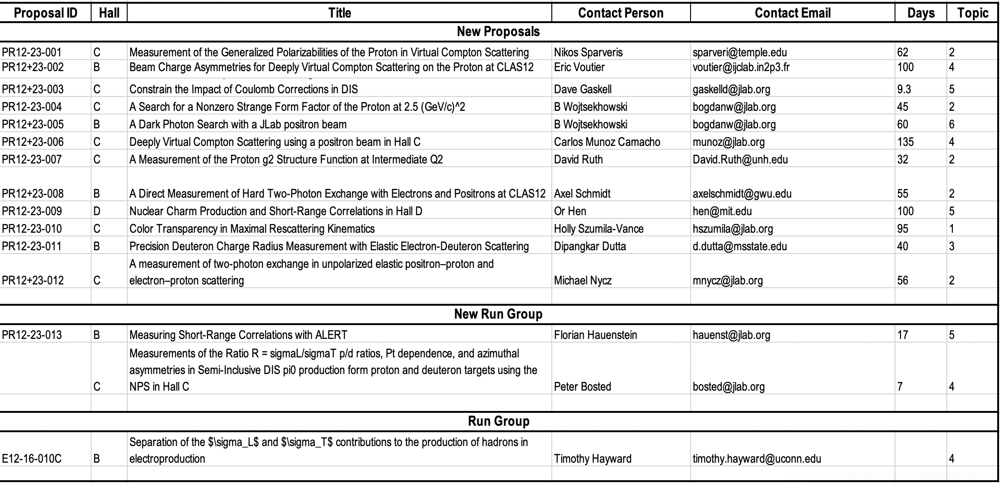 Proposal ID Hall Title Contact Person Contact Email Days Topic
New Proposals
PR12-23-001 C Measurement of the Generalized Polarizabilities of the Proton in Virtual Compton Scattering Nikos Sparveris sparveri@temple.edu 62 2
PR12+23-002 B Beam Charge Asymmetries for Deeply Virtual Compton Scattering on the Proton at CLAS12 Eric Voutier voutier@ijclab.in2p3.fr 100 4
PR12+23-003 C Constrain the Impact of Coulomb Corrections in DIS Dave Gaskell gaskelld@jlab.org 9.3 5
PR12-23-004 C A Search for a Nonzero Strange Form Factor of the Proton at 2.5 (GeV/c)^2 B Wojtsekhowski bogdanw@jlab.org 45 2
PR12+23-005 B A Dark Photon Search with a JLab positron beam B Wojtsekhowski bogdanw@jlab.org 60 6
PR12+23-006 C Deeply Virtual Compton Scattering using a positron beam in Hall C Carlos Munoz Camacho munoz@jlab.org 135 4
PR12-23-007 C A Measurement of the Proton g2 Structure Function at Intermediate Q2 David Ruth David.Ruth@unh.edu 32 2
PR12+23-008 B A Direct Measurement of Hard Two-Photon Exchange with Electrons and Positrons at CLAS12 Axel Schmidt axelschmidt@gwu.edu 55 2
PR12-23-009 D Nuclear Charm Production and Short-Range Correlations in Hall D Or Hen hen@mit.edu 100 5
PR12-23-010 C Color Transparency in Maximal Rescattering Kinematics Holly Szumila-Vance hszumila@jlab.org 95 1
PR12-23-011 B Precision Deuteron Charge Radius Measurement with Elastic Electron-Deuteron Scattering Dipangkar Dutta d.dutta@msstate.edu 40 3
A measurement of two-photon exchange in unpolarized elastic positron–proton and
PR12+23-012 C electron–proton scattering Michael Nycz mnycz@jlab.org 56 2
New Run Group
PR12-23-013 B Measuring Short-Range Correlations with ALERT Florian Hauenstein hauenst@jlab.org 17 5
Measurements of the Ratio R = sigmaL/sigmaT p/d ratios, Pt dependence, and azimuthal
asymmetries in Semi-Inclusive DIS pi0 production form proton and deuteron targets using the
C NPS in Hall C Peter Bosted bosted@jlab.org 7 4
Run Group
Separation of the $\sigma_L$ and $\sigma_T$ contributions to the production of hadrons in
E12-16-010C B electroproduction Timothy Hayward timothy.hayward@uconn.edu 4